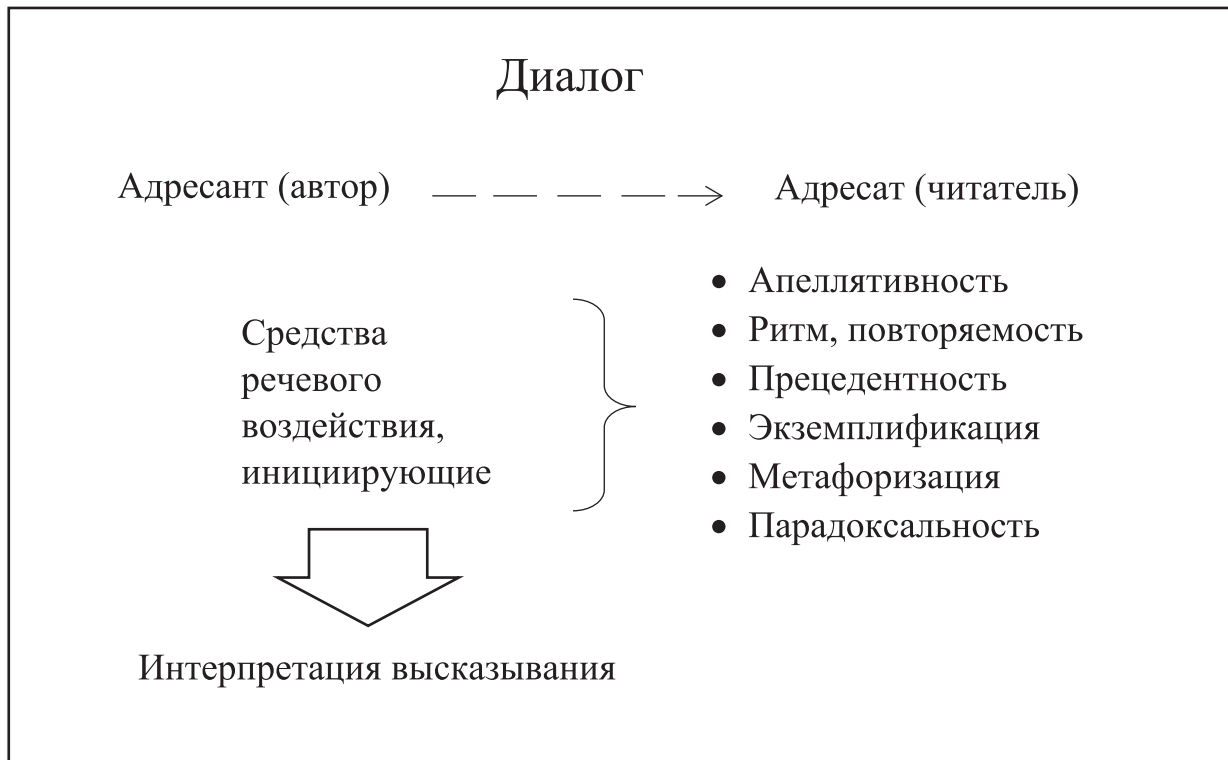 Диалог
Адресант (автор)
Адресат (читатель)
Средства
речевого
воздействия,
инициирующие
Апеллятивность
Ритм, повторяемость
Прецедентность
Экземплификация
Метафоризация
Парадоксальность
Интерпретация высказывания